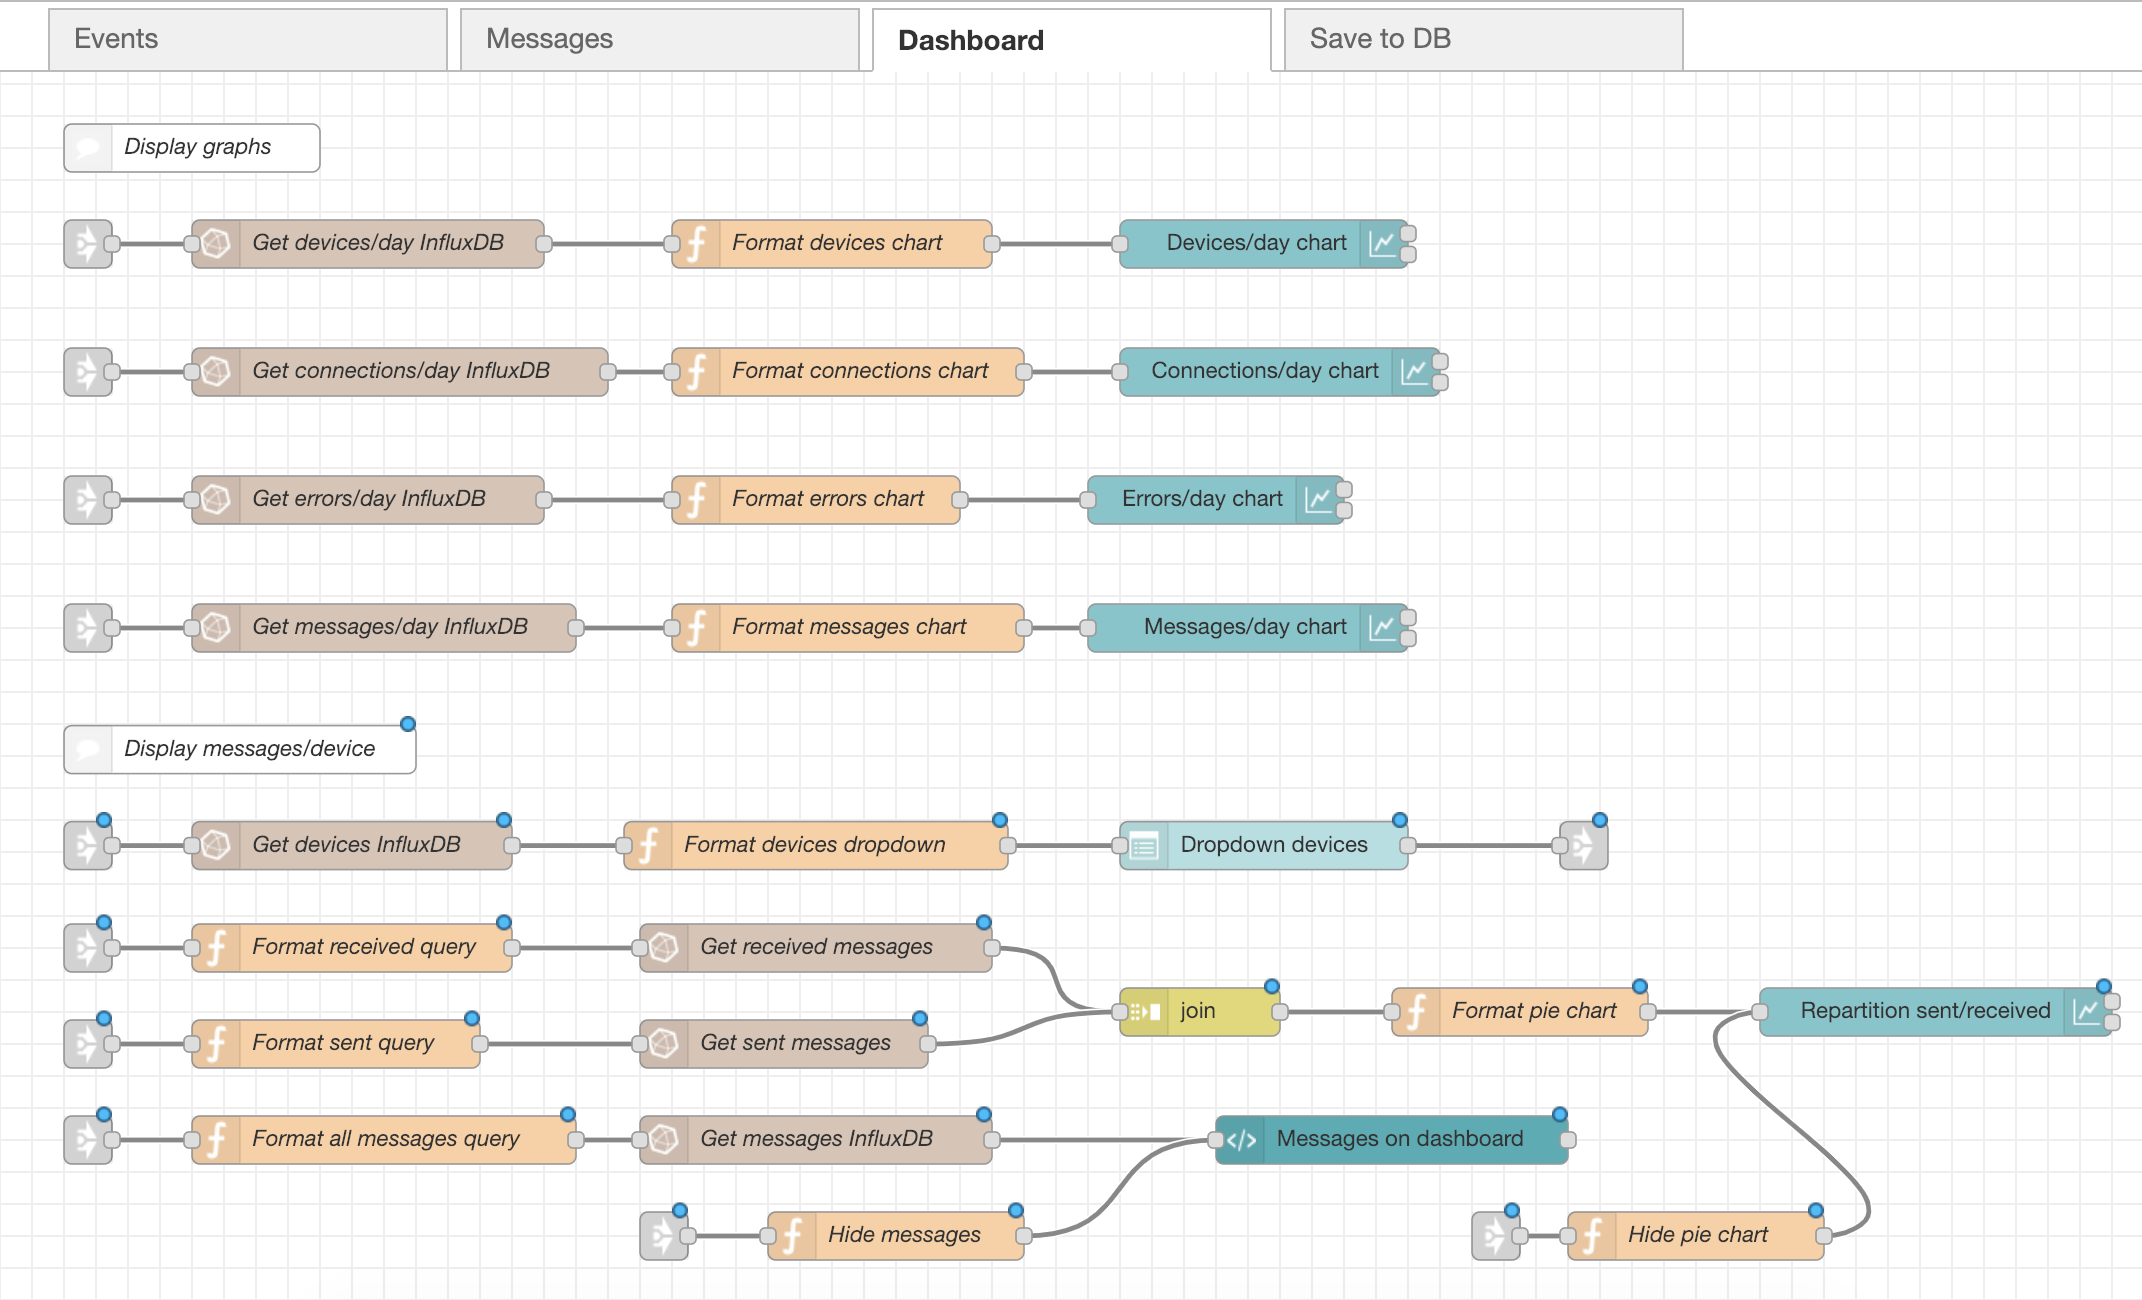 Events
Messages
Dashboard
Save to DB
Display graphs
Get devices/day InfluxDB
Format devices chart
Devices/day chart
Get connections/day InfluxDB
Format connections chart
Connections/day chart
Get errors/day InfluxDB
Format errors chart
Errors/day chart
Get messages/day InfluxDB
Format messages chart
Messages/day chart
Display messages/device
Get devices InfluxDB
Format devices dropdown
Dropdown devices
Format received query
Get received messages
join
Format pie chart
Repartition sent/received
Format sent query
Get sent messages
Format all messages query
Get messages InfluxDB
Messages on dashboard
Hide messages
Hide pie chart